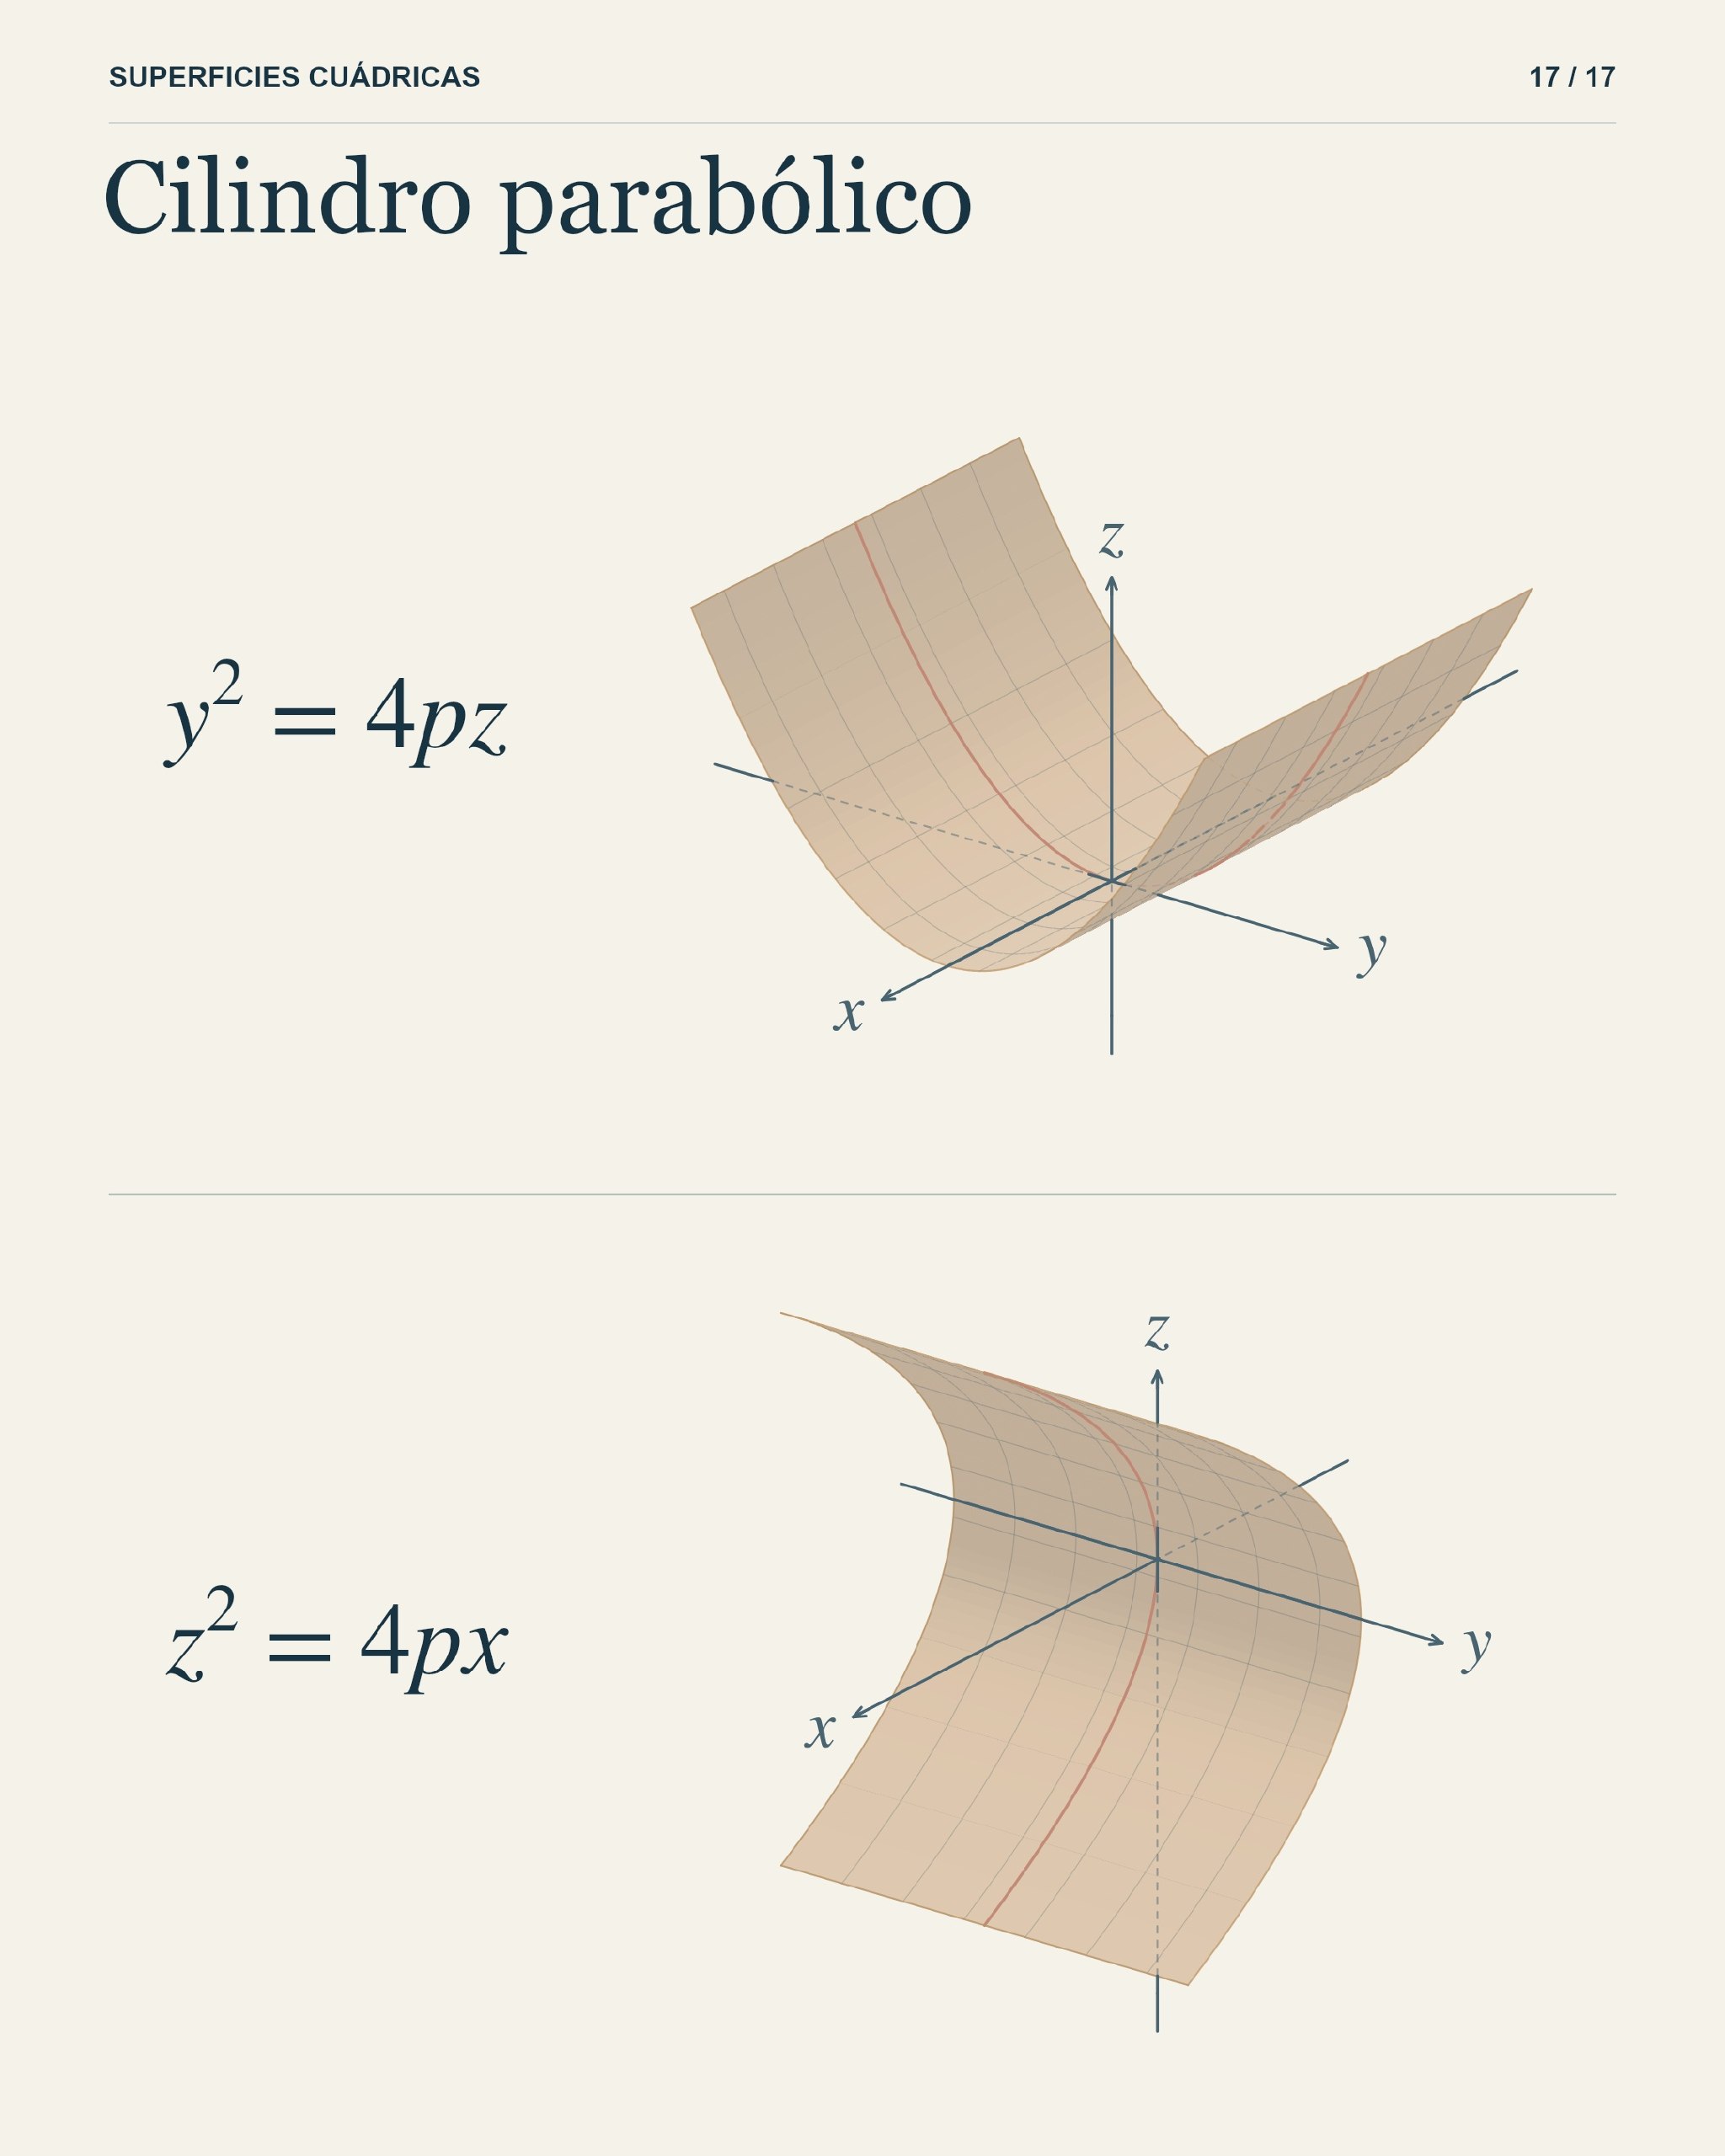 SUPERFICIES CUÁDRICAS 17 / 17
Cilindro parabólico
z
y² = 4pz
y
x
z
z² = 4px
y
x